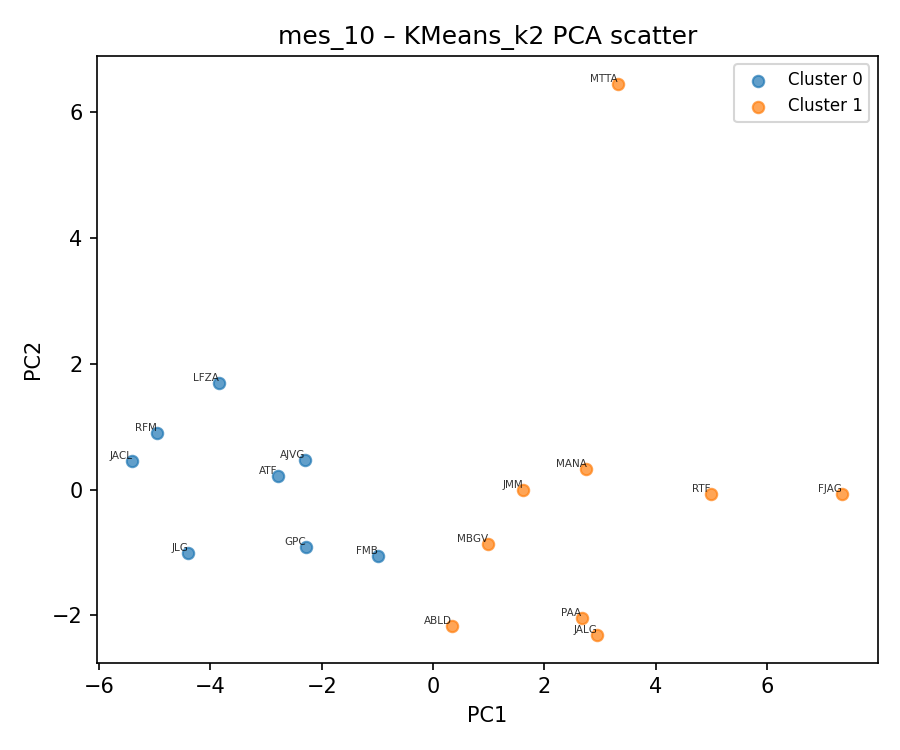 mes_10 – KMeans_k2 PCA scatter
Cluster 0
Cluster 1
MTTA
LFZA
RFM
JACL
AJVG
ATF
JLG
GPC
FMB
MANA
JMM
RTF
FJAG
MBGV
ABLD
PAA
JALG
6
4
2
0
−2
PC2
−6
−4
−2
0
2
4
6
PC1